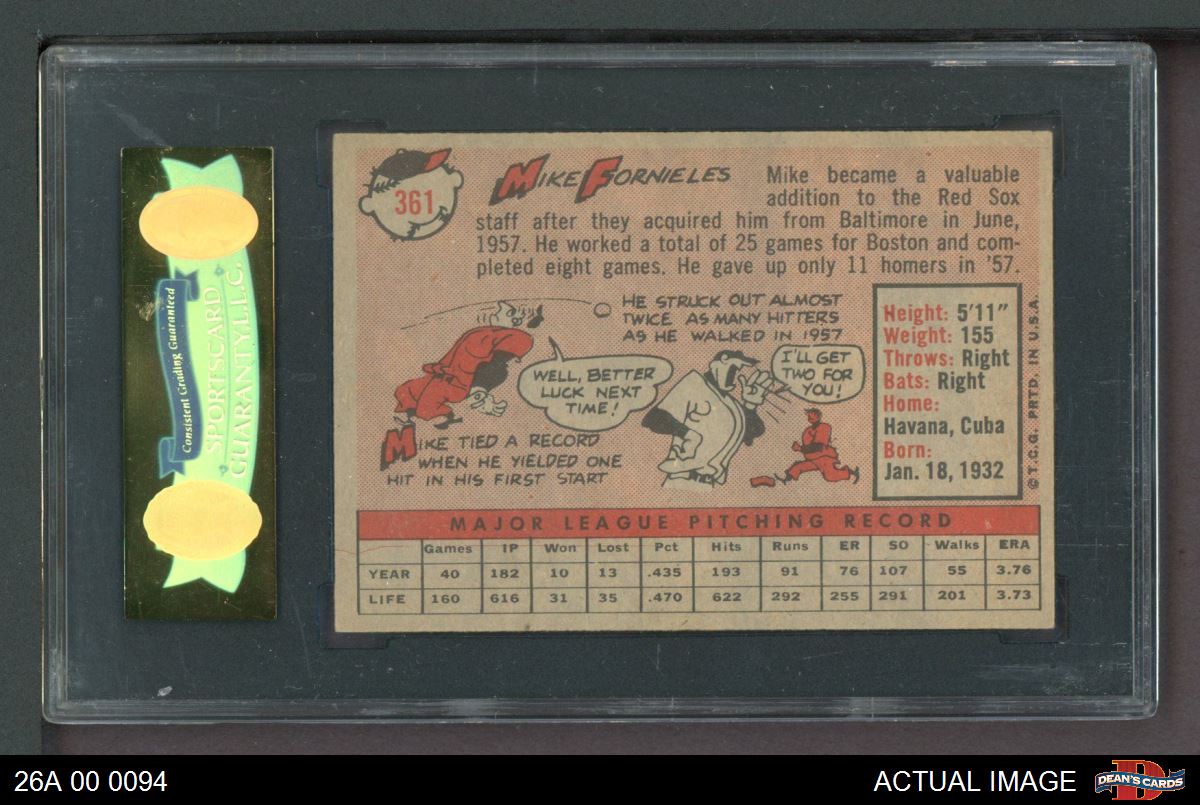 Consistent Grading Guaranteed
SPORTSCARD
GUARANTY, L.L.C.
361
MIKE FORNIELES
Mike became a valuable
addition to the Red Sox
staff after they acquired him from Baltimore in June,
1957. He worked a total of 25 games for Boston and com-
pleted eight games. He gave up only 11 homers in '57.
HE STRUCK OUT ALMOST
TWICE AS MANY HITTERS
AS HE WALKED IN 1957
WELL, BETTER
LUCK NEXT
TIME!
I'LL GET
TWO FOR
YOU!
MIKE TIED A RECORD
WHEN HE YIELDED ONE
HIT IN HIS FIRST START
Height: 5'11"
Weight: 155
Throws: Right
Bats: Right
Home:
Havana, Cuba
Born:
Jan. 18, 1932
©T.C.G. PRTD. IN U.S.A.
MAJOR LEAGUE PITCHING RECORD
Games IP Won Lost Pct Hits Runs ER SO Walks ERA
YEAR 40 182 10 13 .435 193 91 76 107 55 3.76
LIFE 160 616 31 35 .470 622 292 255 291 201 3.73
26A 00 0094
ACTUAL IMAGE
D
DEAN'S CARDS